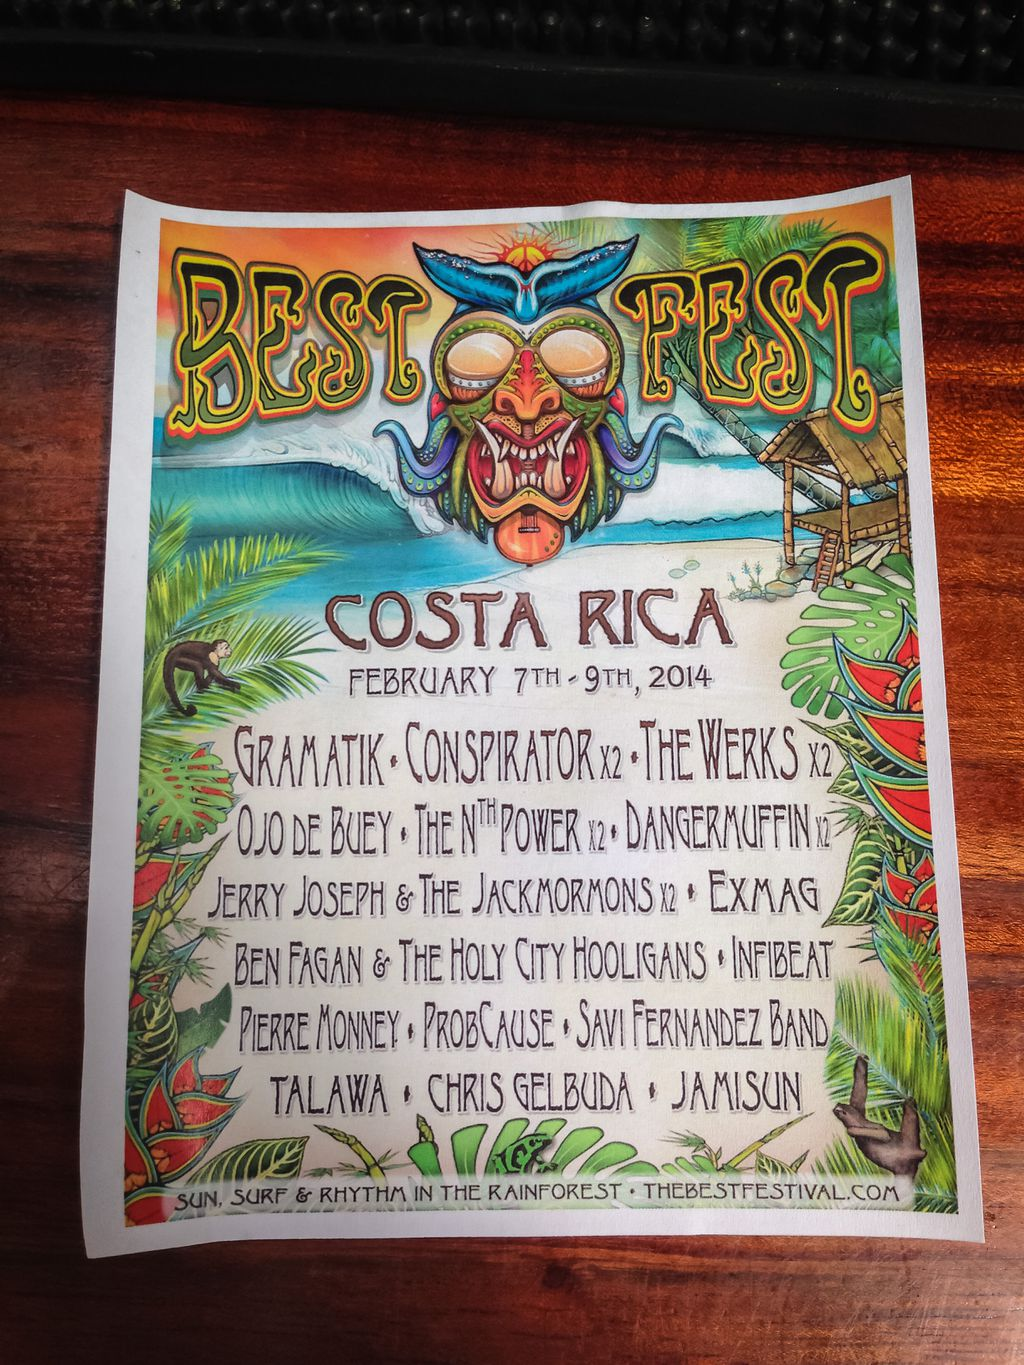 BEST FEST
COSTA RICA
FEBRUARY 7TH - 9TH, 2014
GRAMATIK • CONSPIRATOR X2 • THE WERKS X2
OJO DE BUEY • THE NTH POWER X2 • DANGERMUFFIN X2
JERRY JOSEPH & THE JACKMORMONS X2 • EXMAG
BEN FAGAN & THE HOLY CITY HOOLIGANS • INFIBEAT
PIERRE MONNEY • PROBCAUSE • SAVI FERNANDEZ BAND
TALAWA • CHRIS GELBUDA • JAMISUN
SUN, SURF & RHYTHM IN THE RAINFOREST • THEBESTFESTIVAL.COM